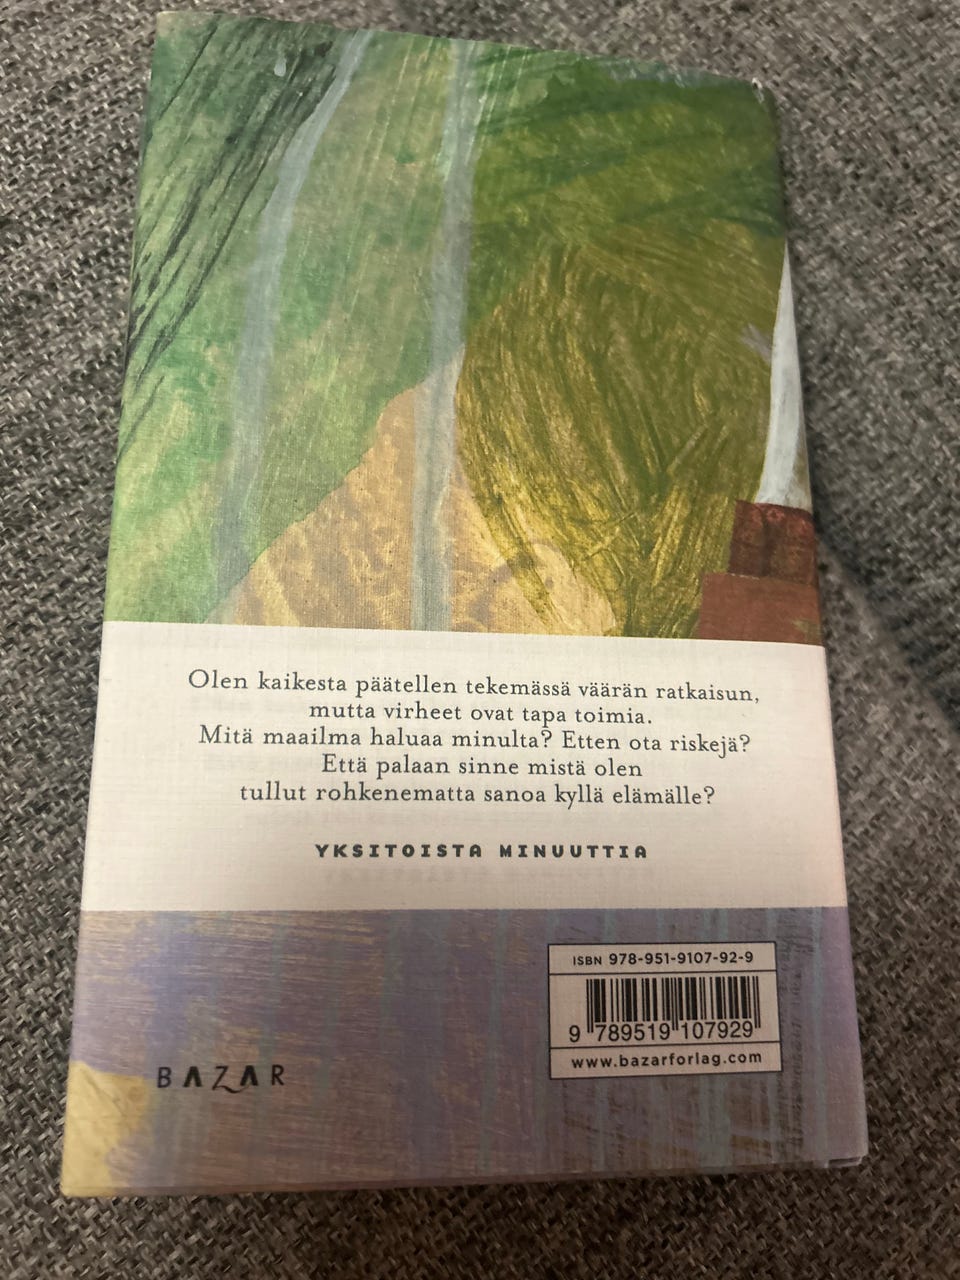 Olen kaikesta päätellen tekemässä väärän ratkaisun,
mutta virheet ovat tapa toimia.
Mitä maailma haluaa minulta? Etten ota riskejä?
Että palaan sinne mistä olen
tullut rohkenematta sanoa kyllä elämälle?
YKSITOISTA MINUUTTIA
ISBN 978-951-9107-92-9
9 789519 107929
www.bazarforlag.com
BAZAR